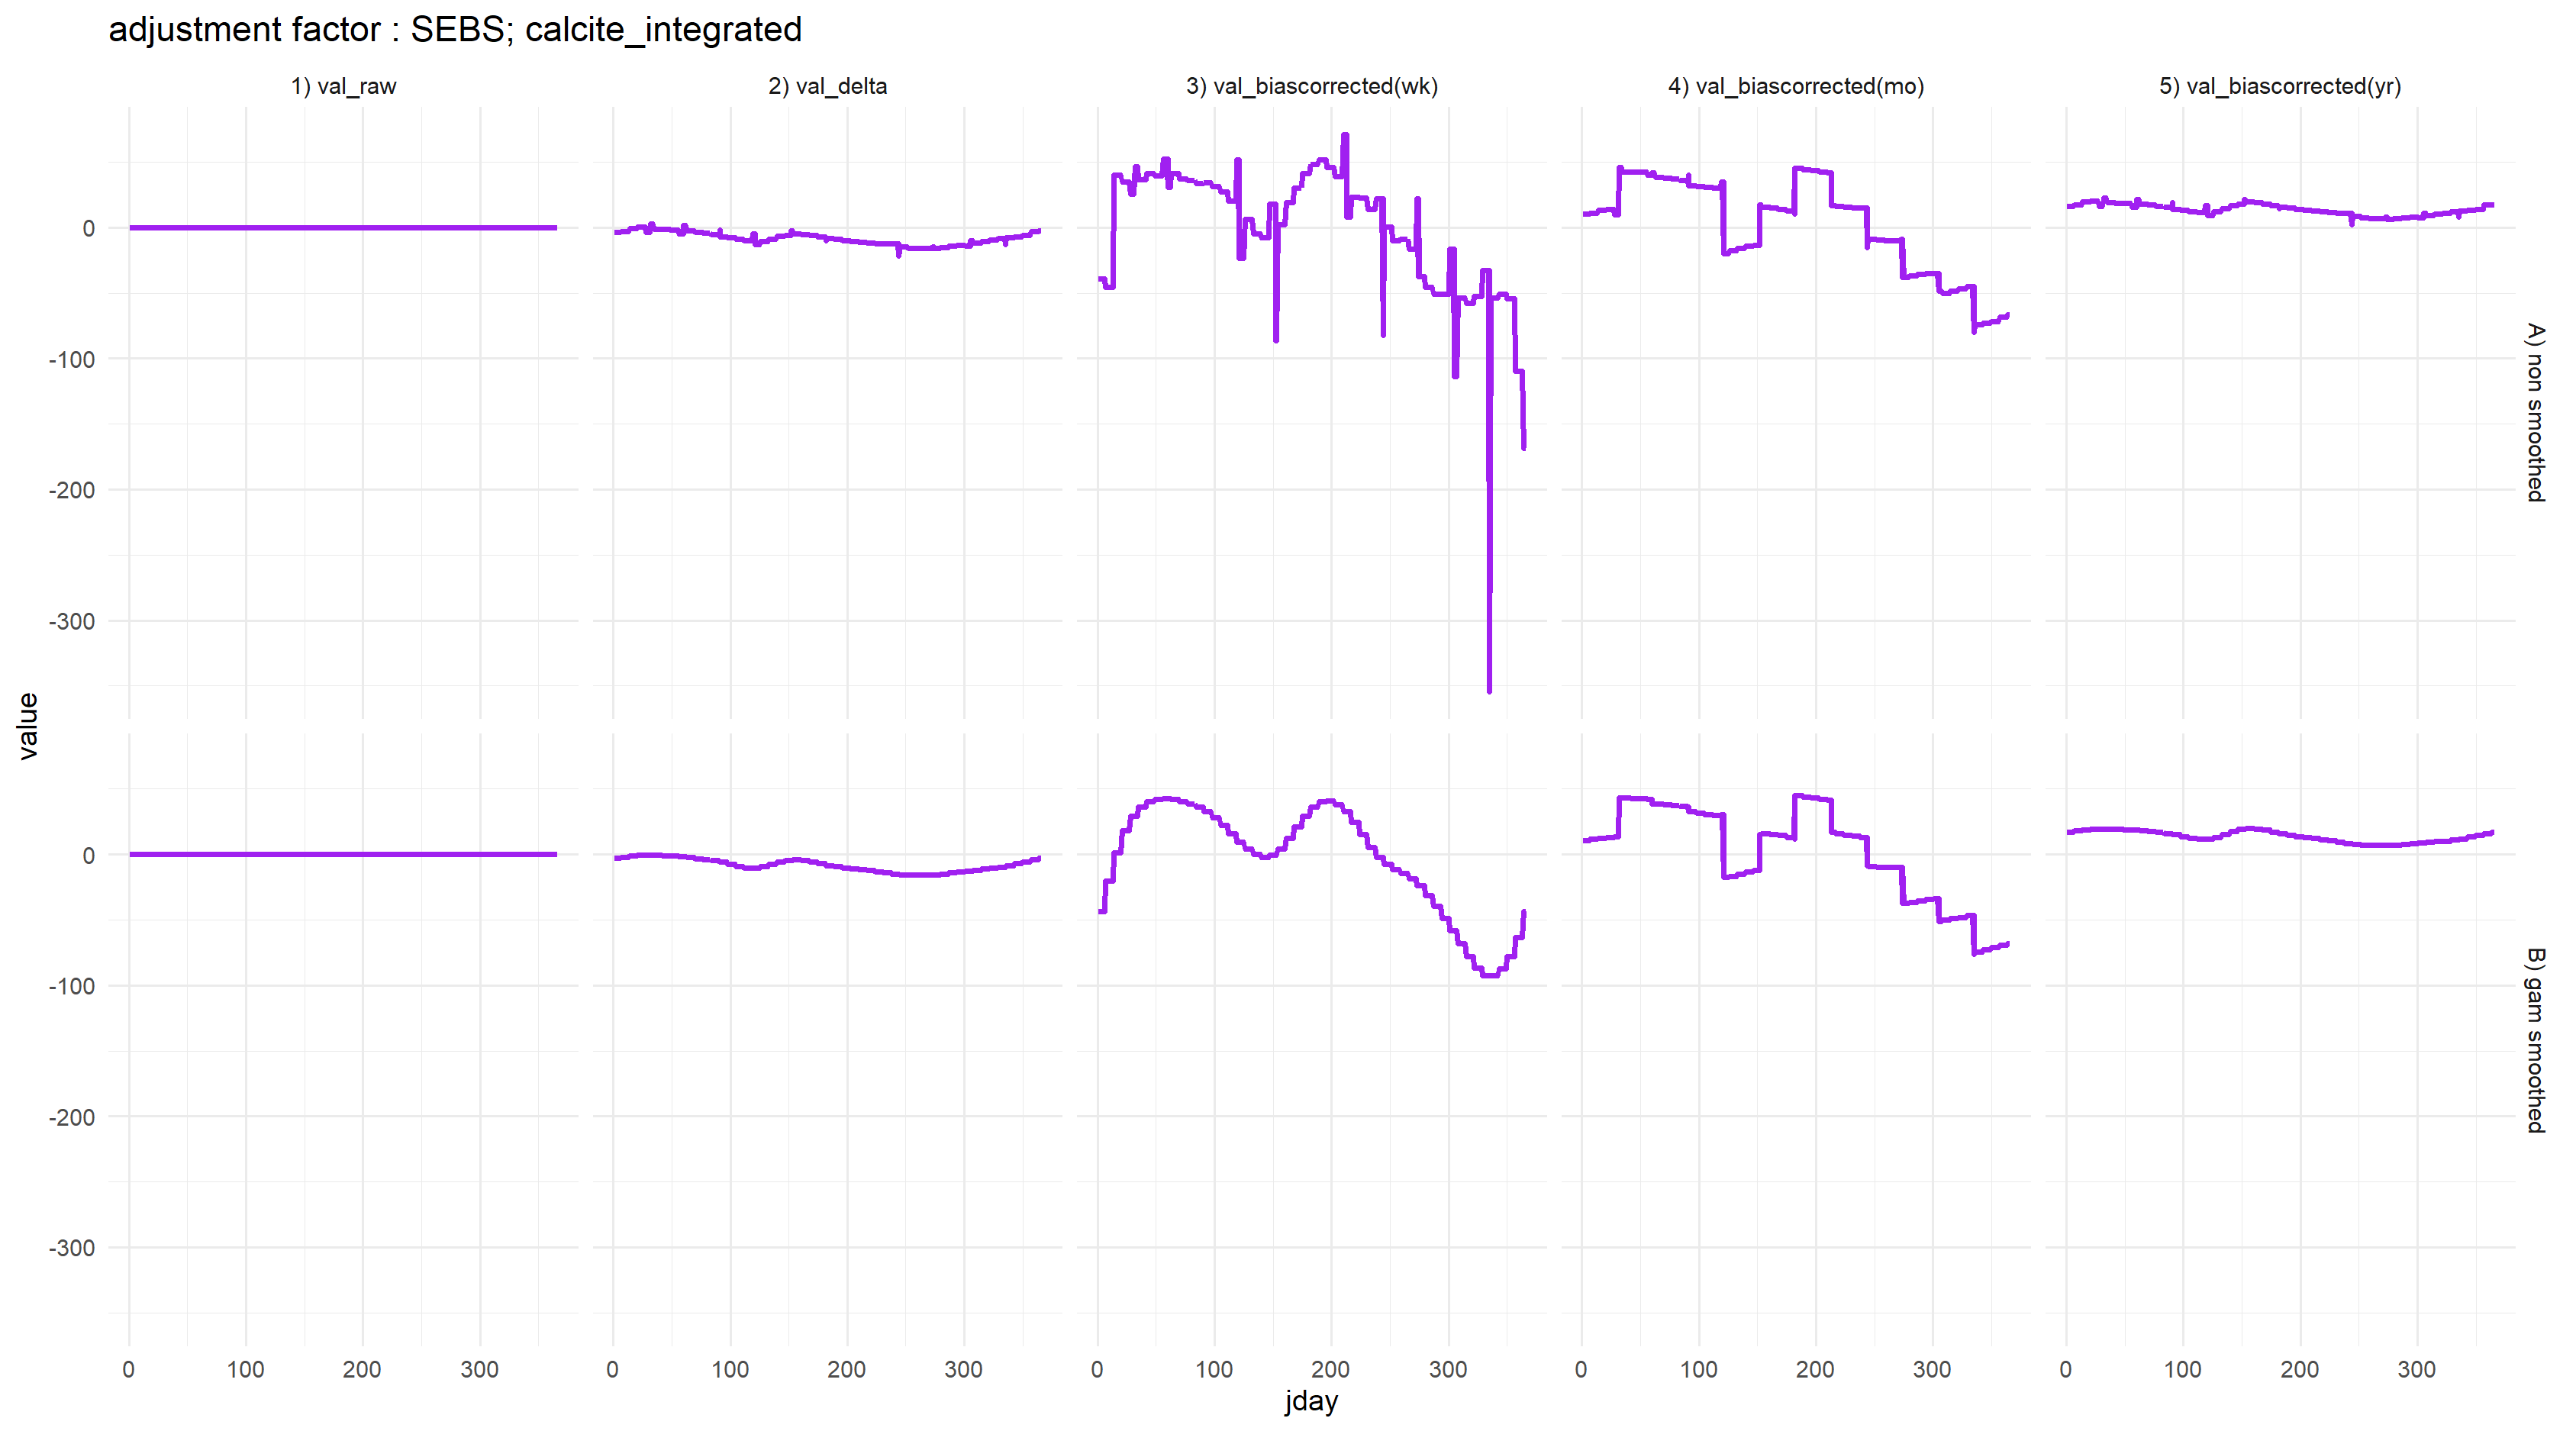 adjustment factor : SEBS; calcite_integrated
1) val_raw
2) val_delta
3) val_biascorrected(wk)
4) val_biascorrected(mo)
5) val_biascorrected(yr)
0
-100
-200
-300
A) non smoothed
value
0
-100
-200
-300
B) gam smoothed
0 100 200 300
0 100 200 300
0 100 200 300
0 100 200 300
0 100 200 300
jday